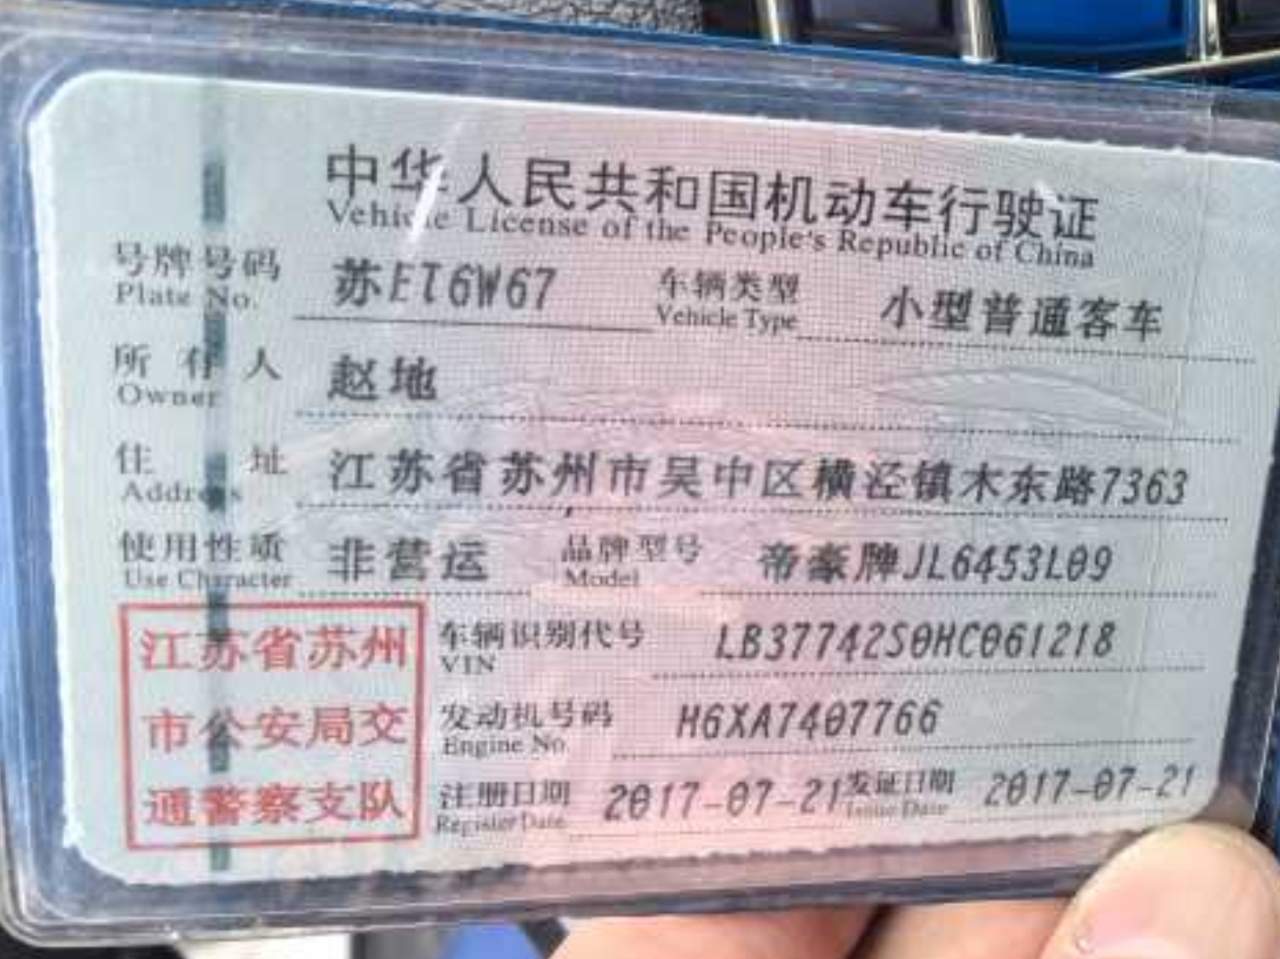 中华人民共和国机动车行驶证
Vehicle License of the People's Republic of China
号牌号码 苏ET6W67 车辆类型 小型普通客车
Plate No. Vehicle Type
所有人 赵地
Owner
住址 江苏省苏州市吴中区横泾镇木东路7363
Address
使用性质 非营运 品牌型号 帝豪牌JL6453L09
Use Character Model
江苏省苏州 车辆识别代号 LB37742S0HC061218
VIN
市公安局交 发动机号码 H6XA7407766
Engine No.
通警察支队 注册日期 2017-07-21 发证日期 2017-07-21
Register Date Issue Date